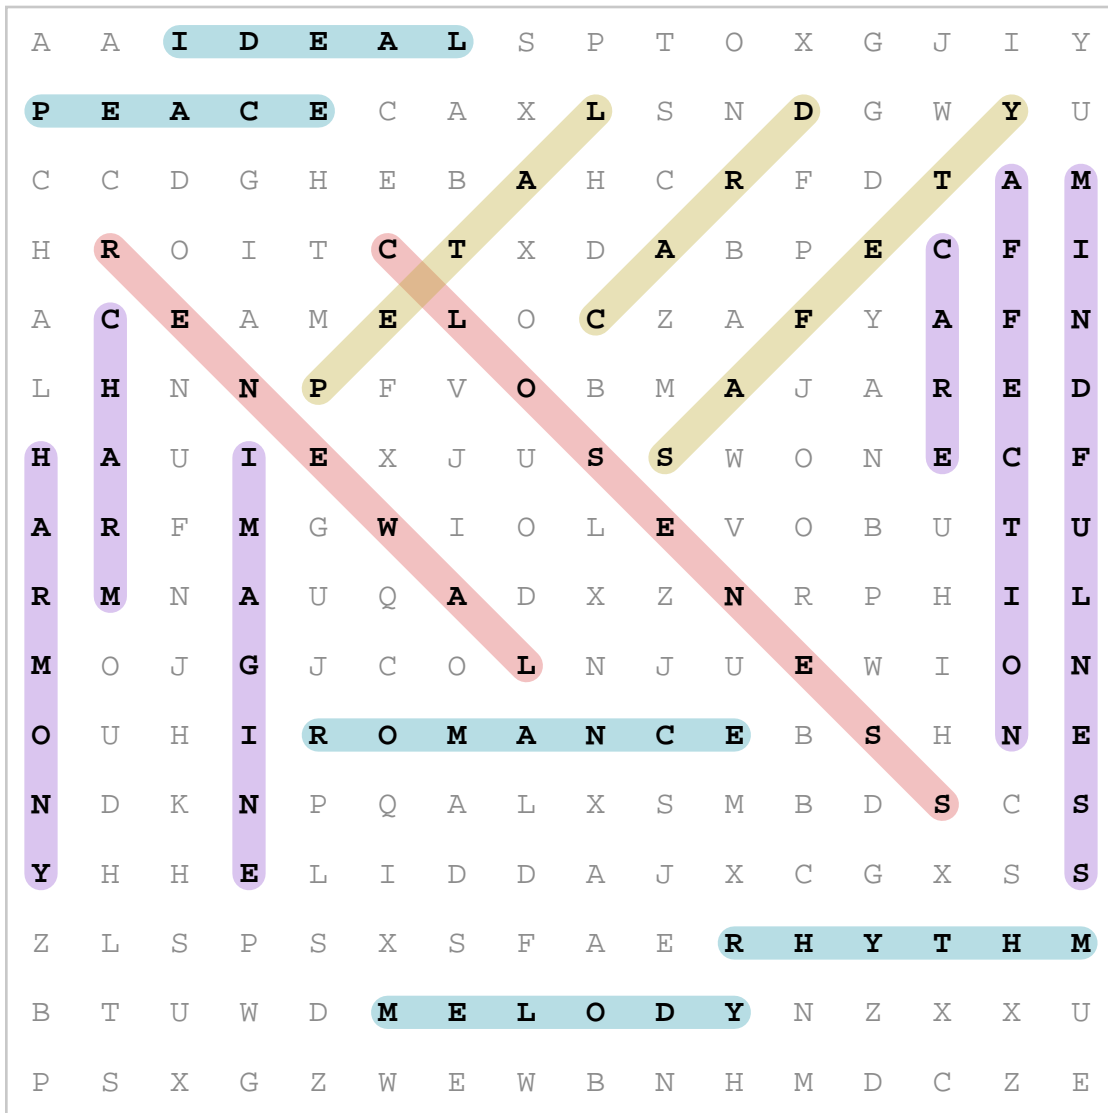 A A I D E A L S P T O X G J I Y
P E A C E C A X L S N D G W Y U
C C D G H E B A H C R F D T A M
H R O I T C T X D A B P E C F I
A C E A M E L O C Z A F Y A F N
L H N N P F V O B M A J A R E D
H A U I E X J U S S W O N E C F
A R F M G W I O L E V O B U T U
R M N A U Q A D X Z N R P H I L
M O J G J C O L N J U E W I O N
O U H I R O M A N C E B S H N E
N D K N P Q A L X S M B D S C S
Y H H E L I D D A J X C G X S S
Z L S P S X S F A E R H Y T H M
B T U W D M E L O D Y N Z X X U
P S X G Z W E W B N H M D C Z E